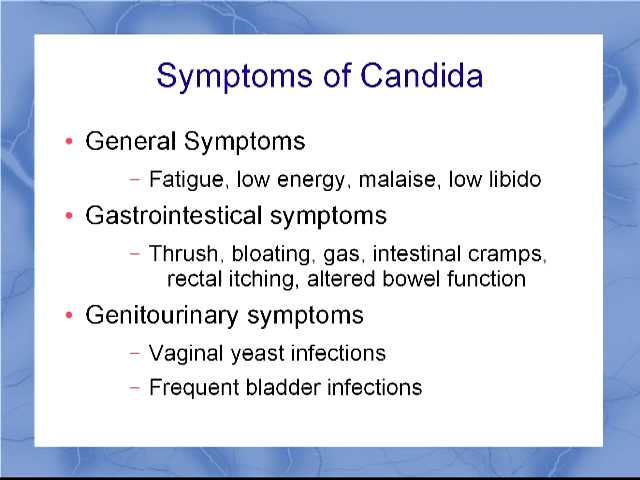 Symptoms of Candida
• General Symptoms
– Fatigue, low energy, malaise, low libido
• Gastrointestical symptoms
– Thrush, bloating, gas, intestinal cramps,
rectal itching, altered bowel function
• Genitourinary symptoms
– Vaginal yeast infections
– Frequent bladder infections